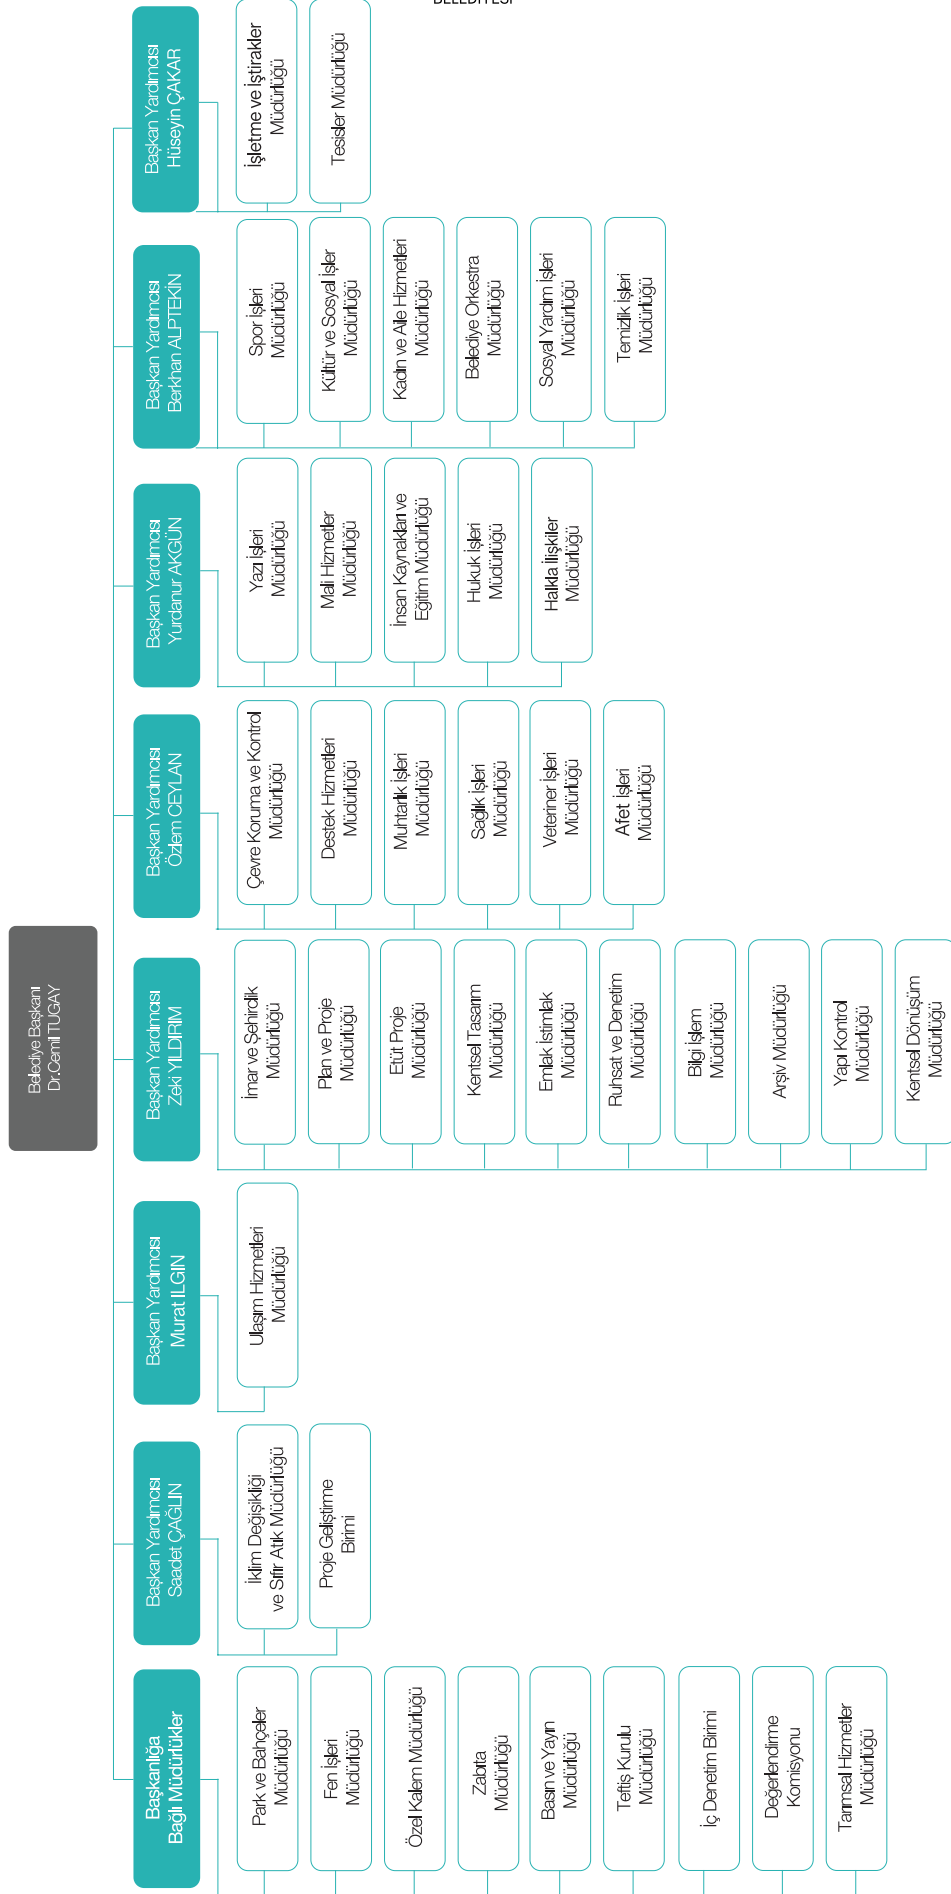 BELEDİYESİ
Belediye Başkanı
Dr.Cemil TUGAY
Başkanlığa
Bağlı Müdürlükler
Park ve Bahçeler
Müdürlüğü
Fen İşleri
Müdürlüğü
Özel Kalem Müdürlüğü
Zabıta
Müdürlüğü
Basın ve Yayın
Müdürlüğü
Teftiş Kurulu
Müdürlüğü
İç Denetim Birimi
Değerlendirme
Komisyonu
Tarımsal Hizmetler
Müdürlüğü
Başkan Yardımcısı
Saadet ÇAĞLIN
İklim Değişikliği
ve Sıfır Atık Müdürlüğü
Proje Geliştirme
Birimi
Başkan Yardımcısı
Murat ILGIN
Ulaşım Hizmetleri
Müdürlüğü
Başkan Yardımcısı
Zeki YILDIRIM
İmar ve Şehirdik
Müdürlüğü
Plan ve Proje
Müdürlüğü
Etüt Proje
Müdürlüğü
Kentsel Tasarım
Müdürlüğü
Emlak İstimlak
Müdürlüğü
Ruhsat ve Denetim
Müdürlüğü
Bilgi İşlem
Müdürlüğü
Arşiv Müdürlüğü
Yapı Kontrol
Müdürlüğü
Kentsel Dönüşüm
Müdürlüğü
Başkan Yardımcısı
Özlem CEYLAN
Çevre Koruma ve Kontrol
Müdürlüğü
Destek Hizmetleri
Müdürlüğü
Muhtarlık İşleri
Müdürlüğü
Sağlık İşleri
Müdürlüğü
Veteriner İşleri
Müdürlüğü
Afet İşleri
Müdürlüğü
Başkan Yardımcısı
Yurdanur AKGÜN
Yazı İşleri
Müdürlüğü
Mali Hizmetler
Müdürlüğü
İnsan Kaynakları ve
Eğitim Müdürlüğü
Hukuk İşleri
Müdürlüğü
Halkla İlişkiler
Müdürlüğü
Başkan Yardımcısı
Berkhan ALPTEKİN
Spor İşleri
Müdürlüğü
Kültür ve Sosyal İşler
Müdürlüğü
Kadın ve Aile Hizmetleri
Müdürlüğü
Belediye Orkestra
Müdürlüğü
Sosyal Yardım İşleri
Müdürlüğü
Temizlik İşleri
Müdürlüğü
Başkan Yardımcısı
Hüseyin ÇAKAR
İşletme ve İştirakler
Müdürlüğü
Tesisler Müdürlüğü